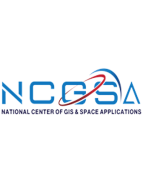 NCGSA
NATIONAL CENTER OF GIS & SPACE APPLICATIONS